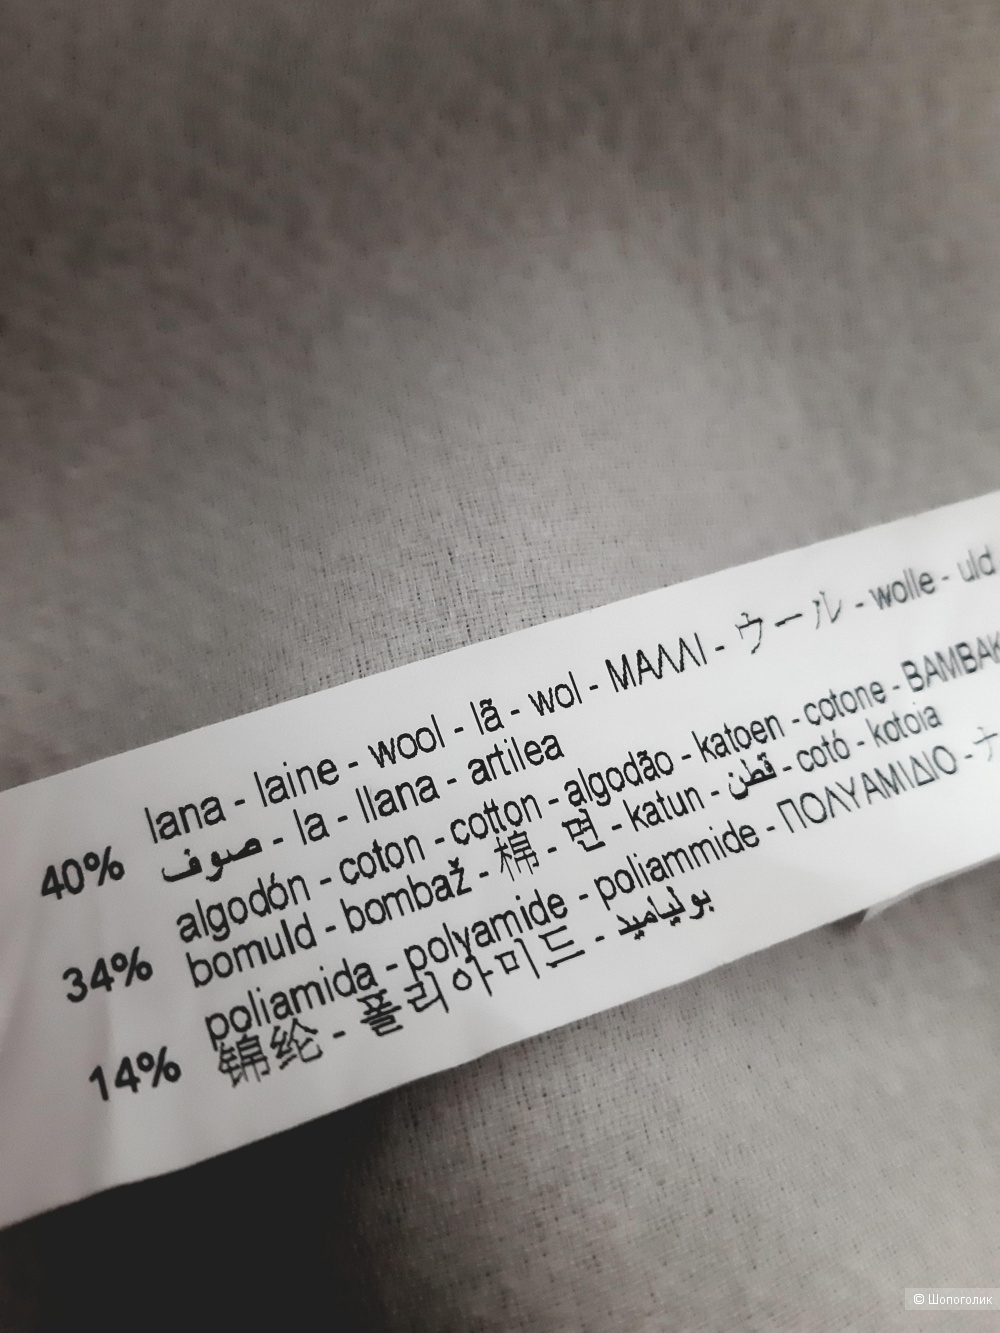 40% lana - laine - wool - lã - wol - ΜΑΛΛΙ - ウール - wolle - uld
صوف - la - llana - artilea
34% algodón - coton - cotton - algodão - katoen - cotone - ΒΑΜΒΑΚ
bomuld - bombaž - 棉 - 면 - katun - قطن - cotó - kotoia
14% poliamida - polyamide - poliammide - ΠΟΛΥΑΜΙΔΙΟ - ナ
锦纶 - 폴리아미드 - بولياميد
© Шопоголик